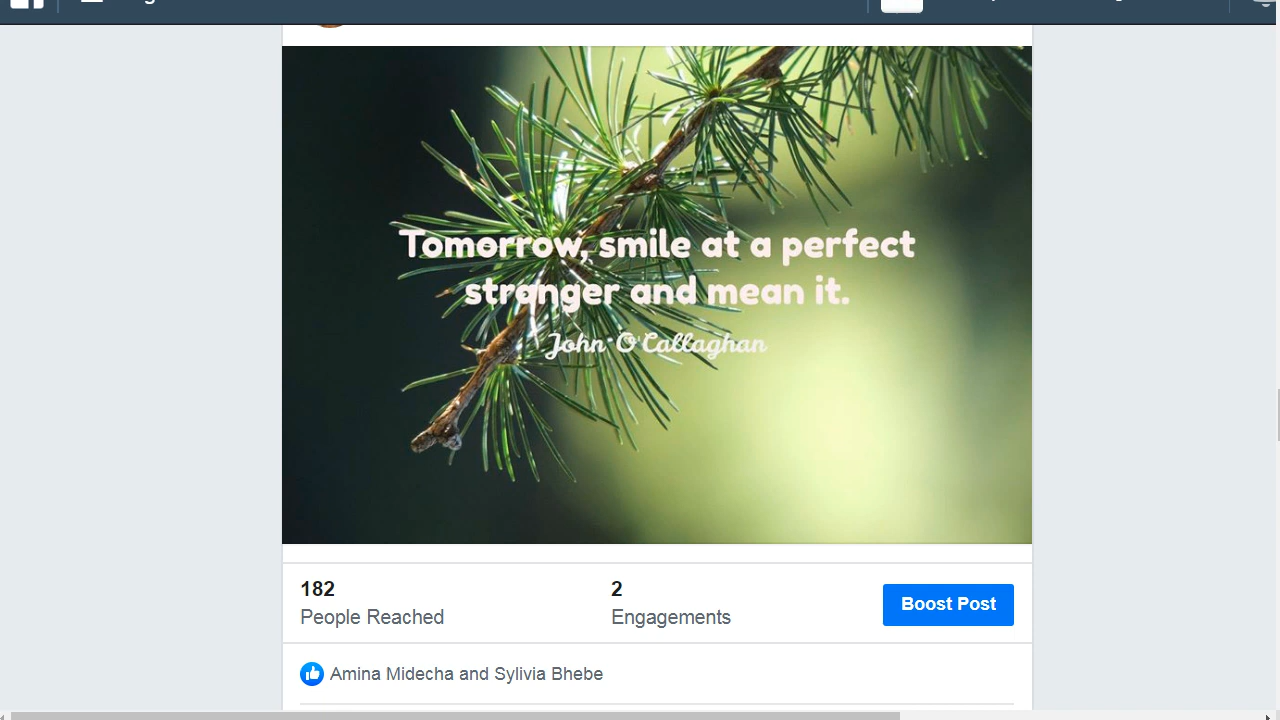 Tomorrow, smile at a perfect
stranger and mean it.
John O'Callaghan
182
2
People Reached
Engagements
Boost Post
Amina Midecha and Sylivia Bhebe